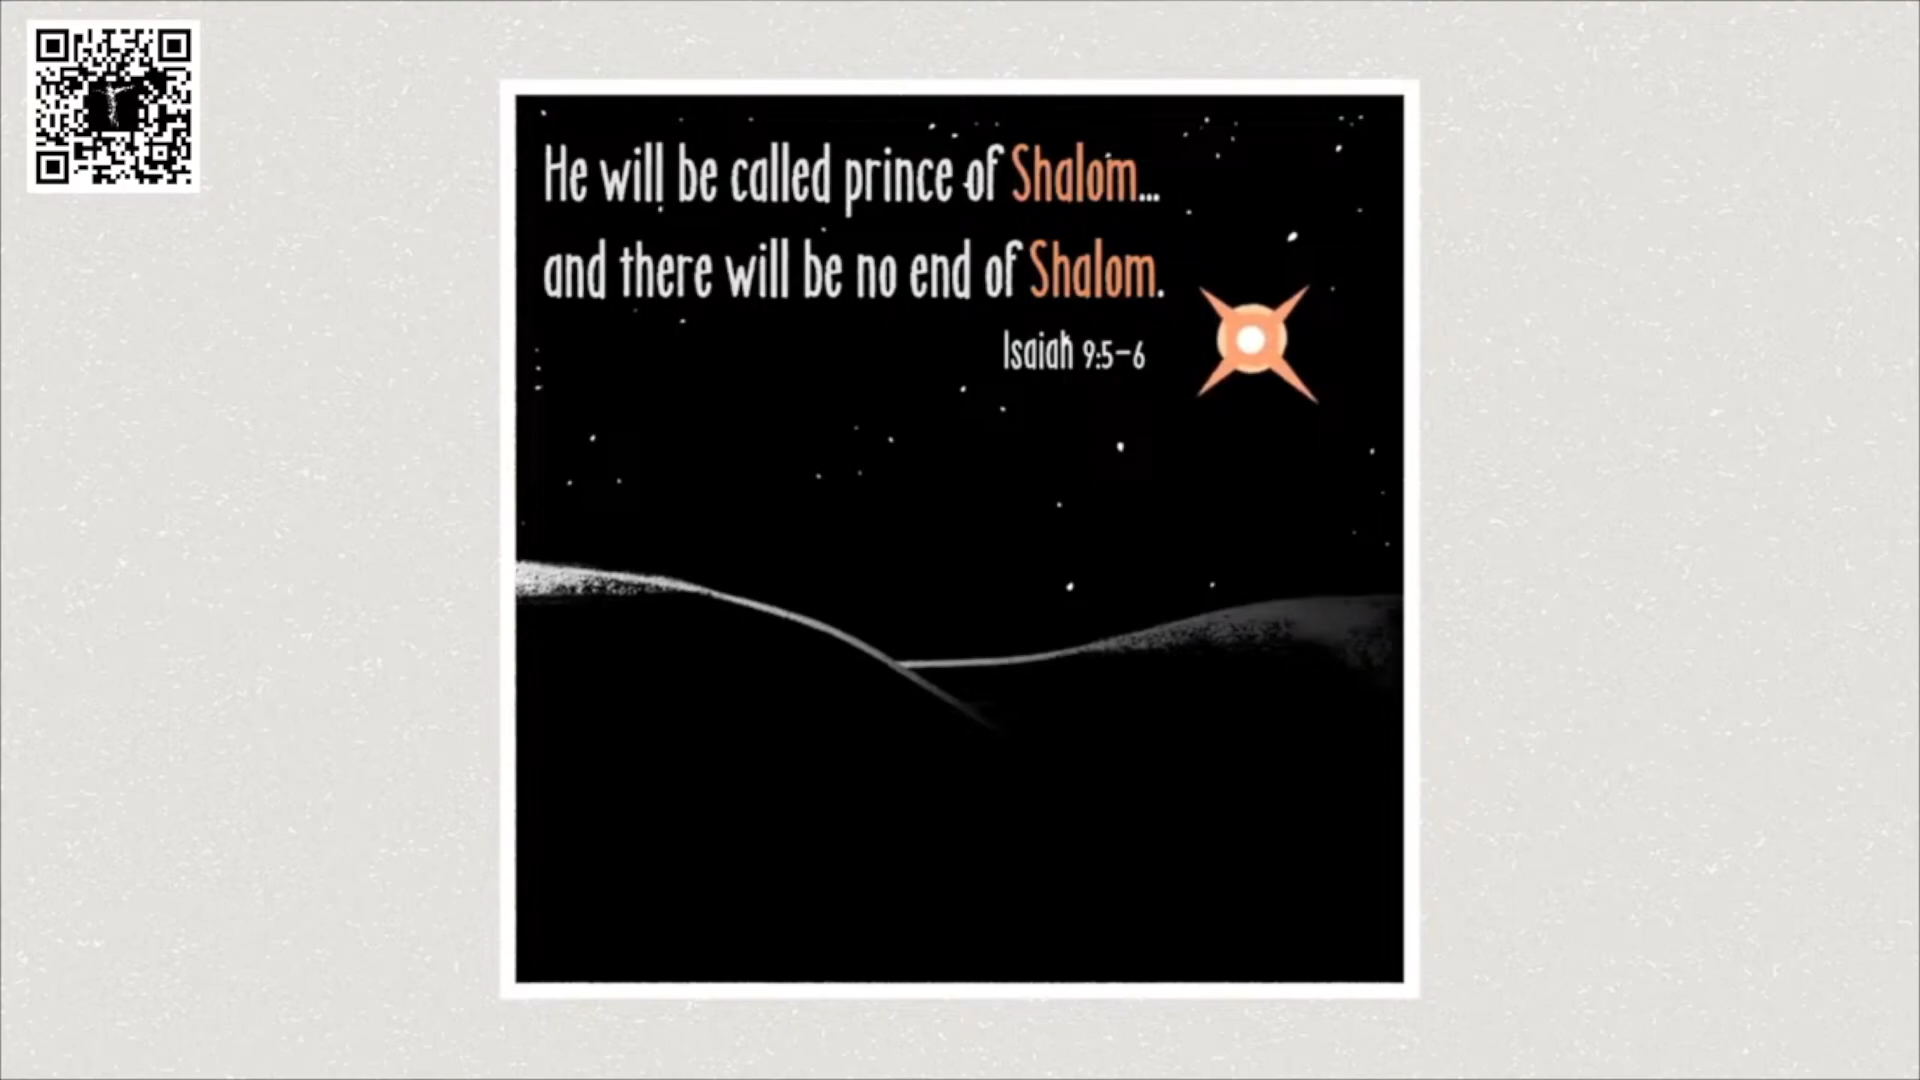 He will be called prince of Shalom...
and there will be no end of Shalom.
Isaiah 9:5-6